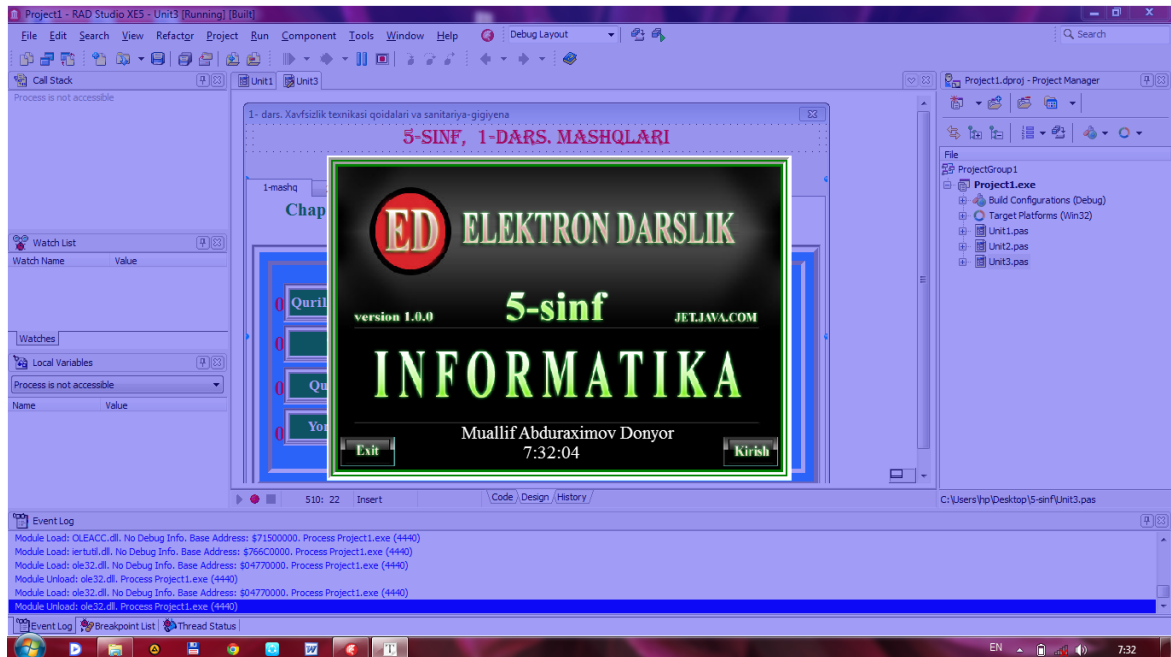 Project1 - RAD Studio XE5 - Unit3 [Running] [Built]
File Edit Search View Refactor Project Run Component Tools Window Help
Debug Layout
Search
Call Stack
Process is not accessible
Unit1 Unit3
Project1.dproj - Project Manager
1- dars. Xavfsizlik texnikasi qoidalari va sanitariya-gigiyena
5-SINF, 1-DARS. MASHQLARI
1-mashq
Chap
0 Quril
0
0 Qu
0 Yo
ED ELEKTRON DARSLIK
version 1.0.0
5-sinf
JET.JAVA.COM
INFORMATIKA
Muallif Abduraximov Donyor
7:32:04
Exit
Kirish
File
ProjectGroup1
Project1.exe
Build Configurations (Debug)
Target Platforms (Win32)
Unit1.pas
Unit2.pas
Unit3.pas
Watch List
Watch Name Value
Watches
Local Variables
Process is not accessible
Name Value
510: 22 Insert
Code Design History
C:\Users\hp\Desktop\5-sinf\Unit3.pas
Event Log
Module Load: OLEACC.dll. No Debug Info. Base Address: $71500000. Process Project1.exe (4440)
Module Load: iertutil.dll. No Debug Info. Base Address: $766C0000. Process Project1.exe (4440)
Module Load: ole32.dll. No Debug Info. Base Address: $04770000. Process Project1.exe (4440)
Module Unload: ole32.dll. Process Project1.exe (4440)
Module Load: ole32.dll. No Debug Info. Base Address: $04770000. Process Project1.exe (4440)
Module Unload: ole32.dll. Process Project1.exe (4440)
Event Log Breakpoint List Thread Status
EN
7:32